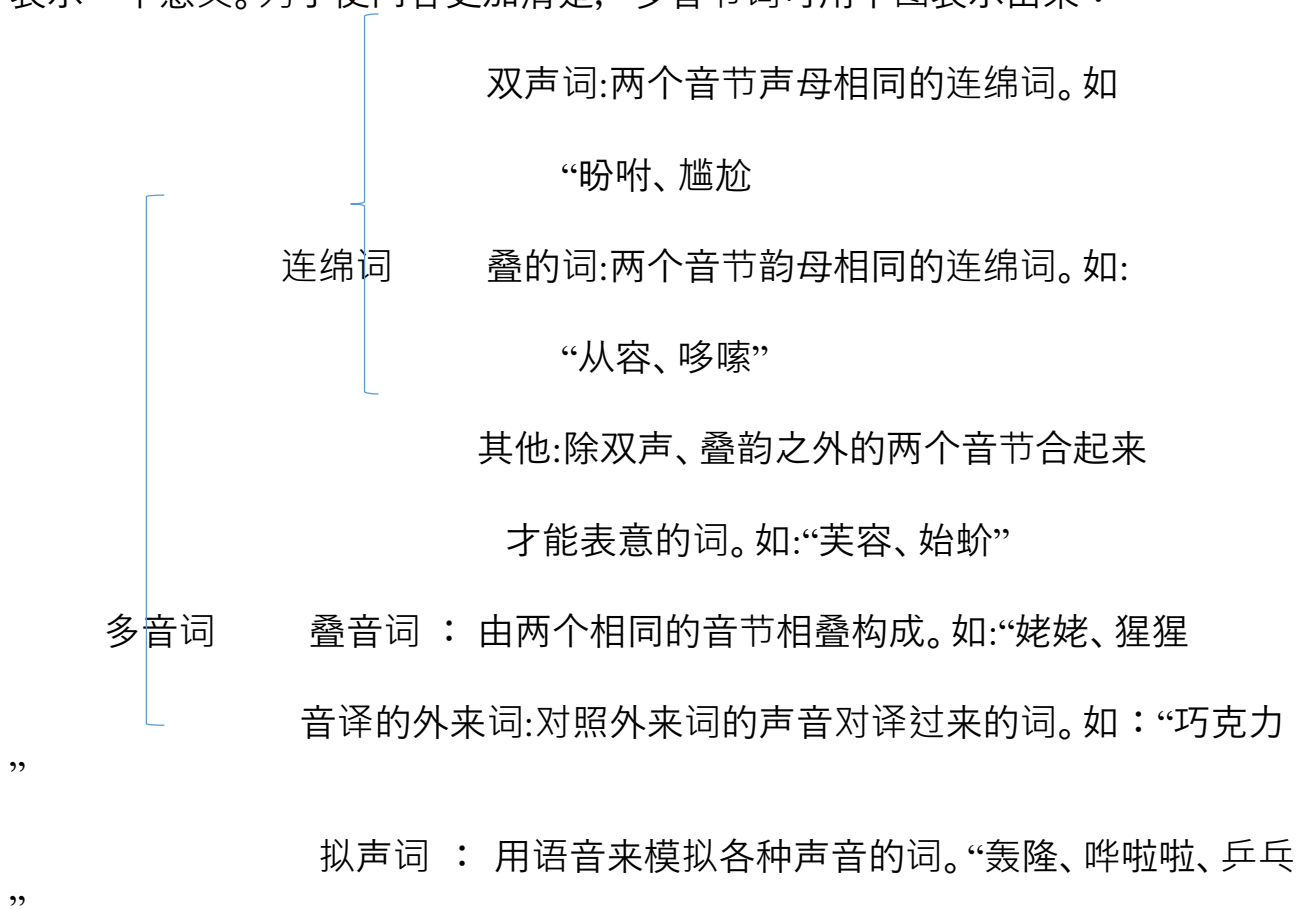 双声词:两个音节声母相同的连绵词。如
“盼咐、尴尬
连绵词 叠的词:两个音节韵母相同的连绵词。如:
“从容、哆嗦”
其他:除双声、叠韵之外的两个音节合起来
才能表意的词。如:“芙容、始蚧”
多音词 叠音词 ： 由两个相同的音节相叠构成。如:“姥姥、猩猩
音译的外来词:对照外来词的声音对译过来的词。如：“巧克力
”
拟声词 ： 用语音来模拟各种声音的词。“轰隆、哗啦啦、乒乓
”